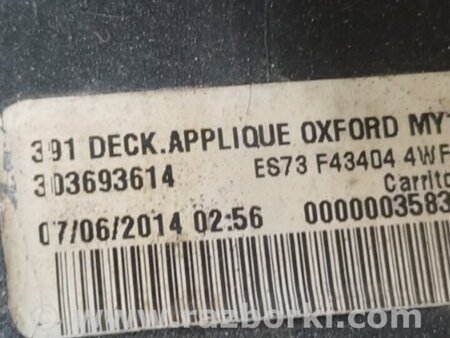 391 DECK.APPLIQUE OXFORD MY
303693614 ES73 F43404 4WF
Carrito
07/06/2014 02:56 0000003583
www.razborki.com